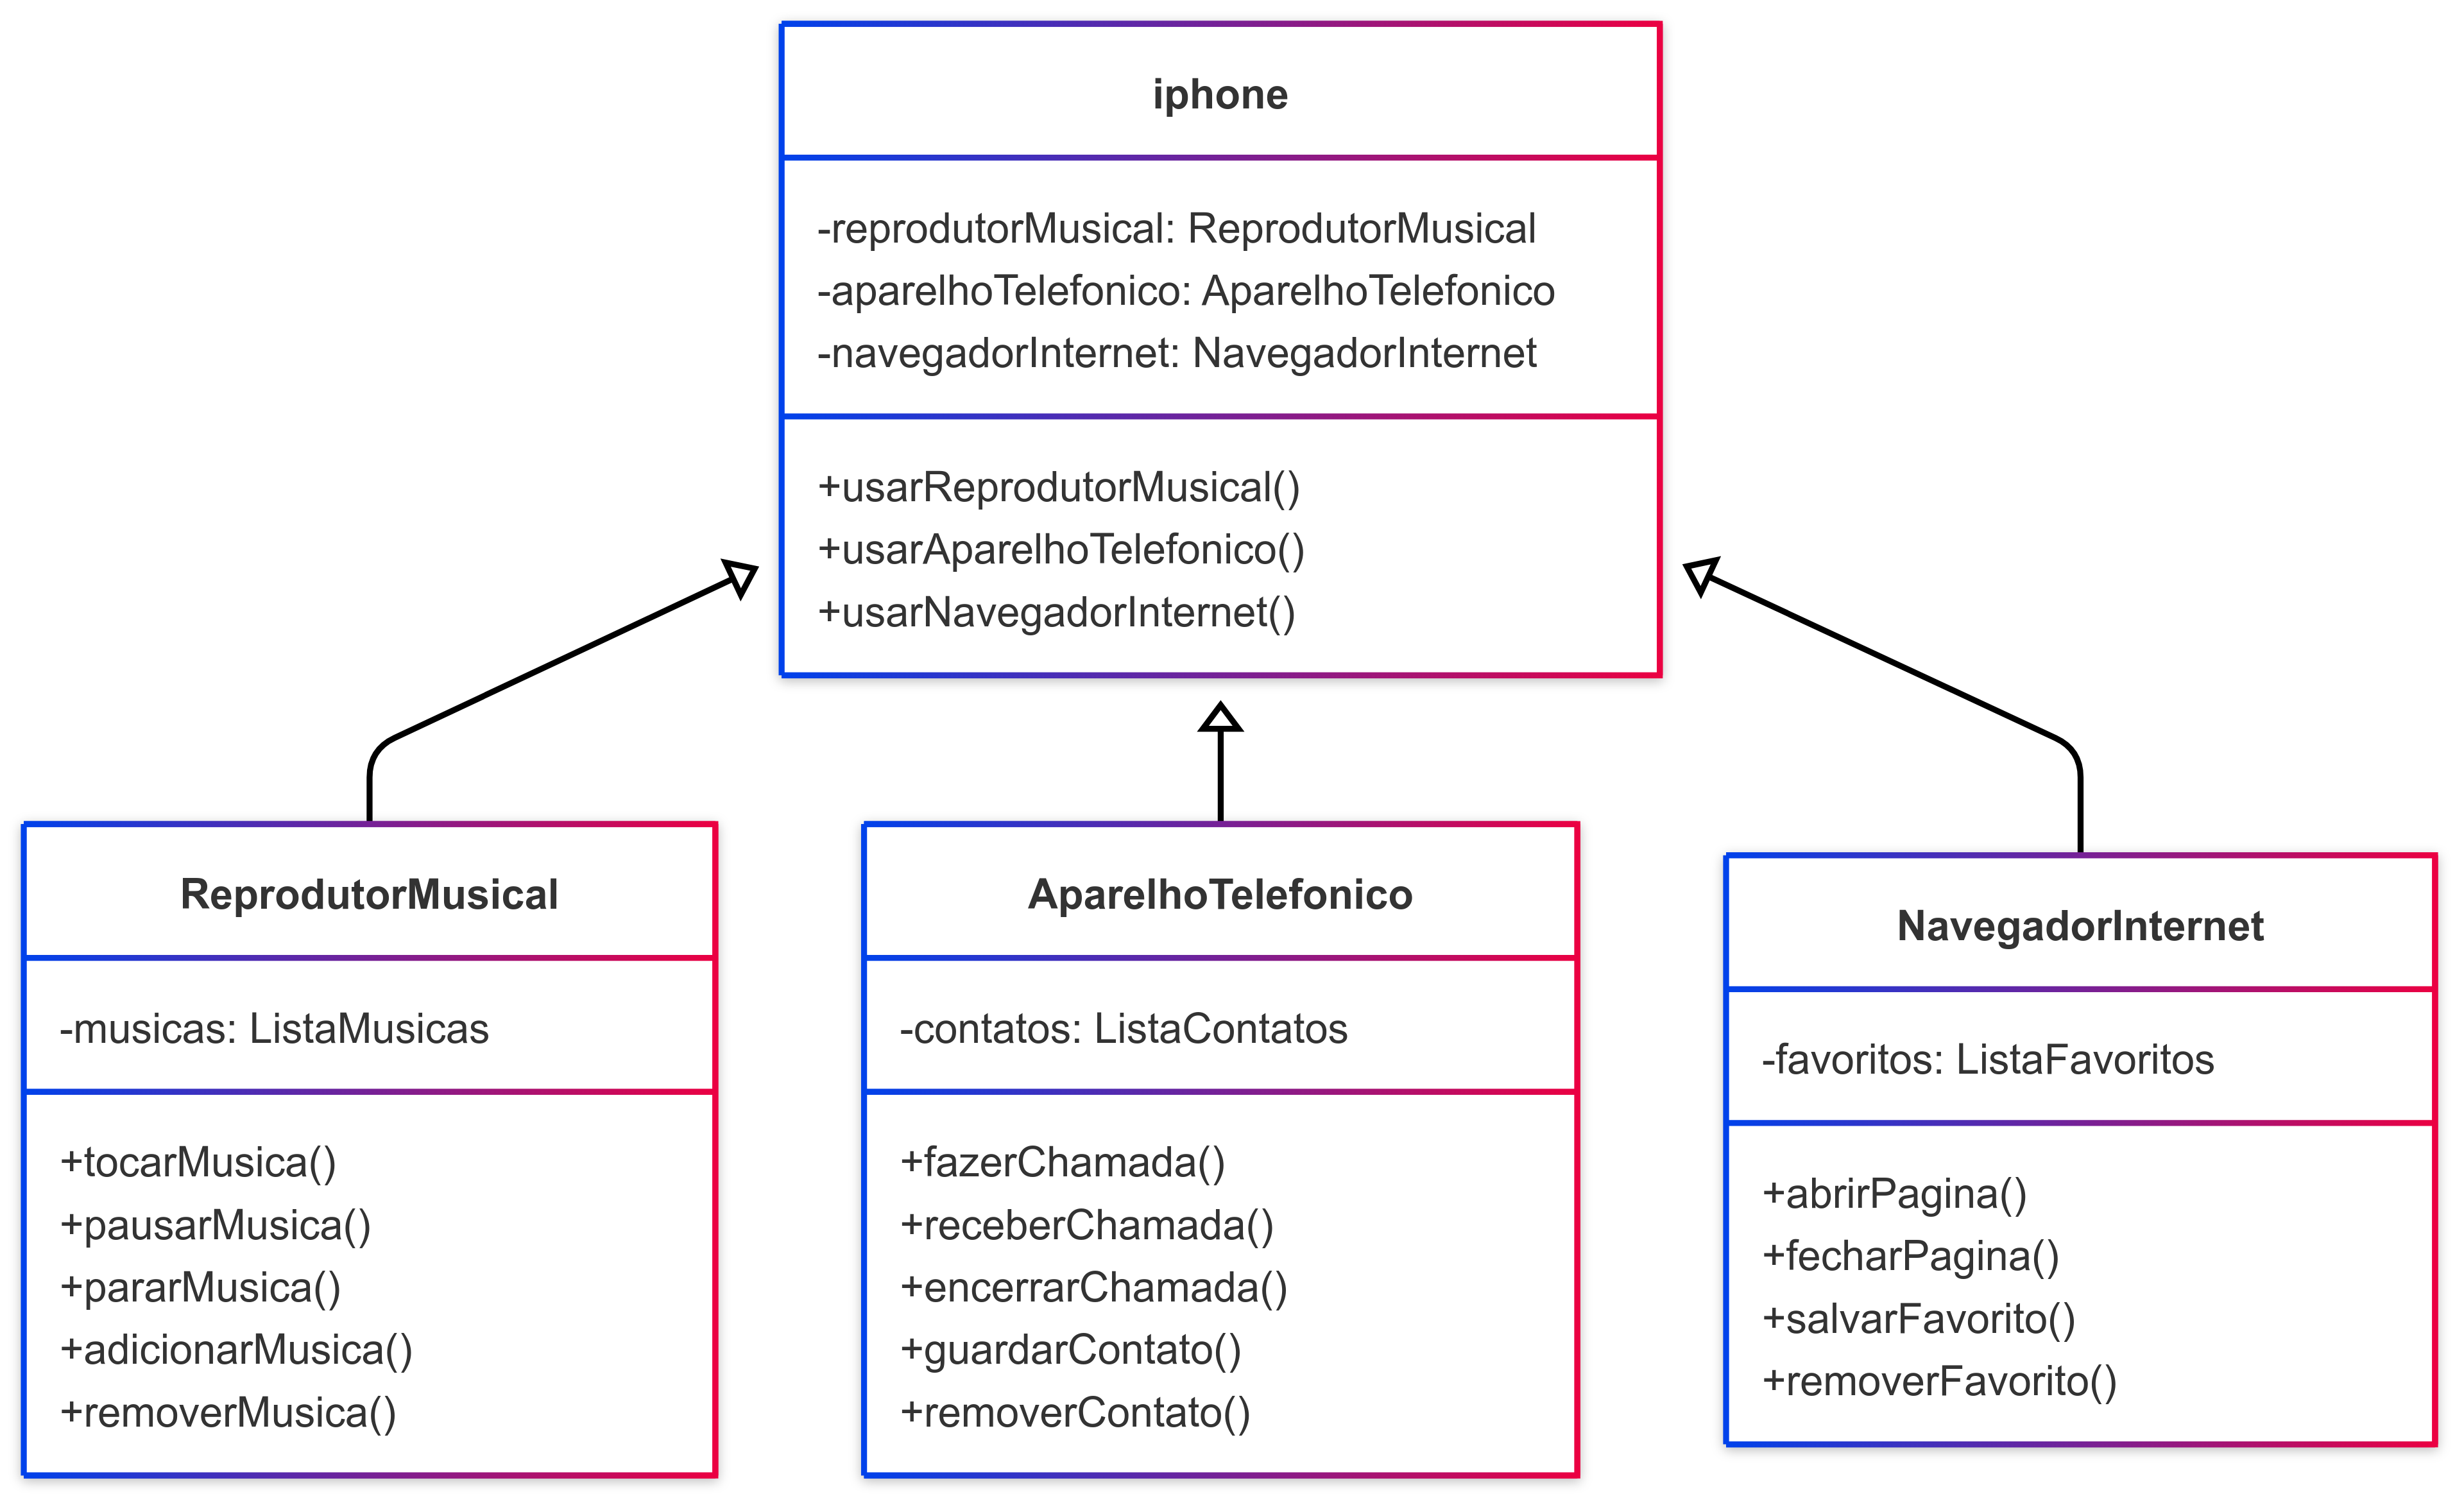 iphone
-reprodutorMusical: ReprodutorMusical
-aparelhoTelefonico: AparelhoTelefonico
-navegadorInternet: NavegadorInternet
+usarReprodutorMusical()
+usarAparelhoTelefonico()
+usarNavegadorInternet()
ReprodutorMusical
-musicas: ListaMusicas
+tocarMusica()
+pausarMusica()
+pararMusica()
+adicionarMusica()
+removerMusica()
AparelhoTelefonico
-contatos: ListaContatos
+fazerChamada()
+receberChamada()
+encerrarChamada()
+guardarContato()
+removerContato()
NavegadorInternet
-favoritos: ListaFavoritos
+abrirPagina()
+fecharPagina()
+salvarFavorito()
+removerFavorito()